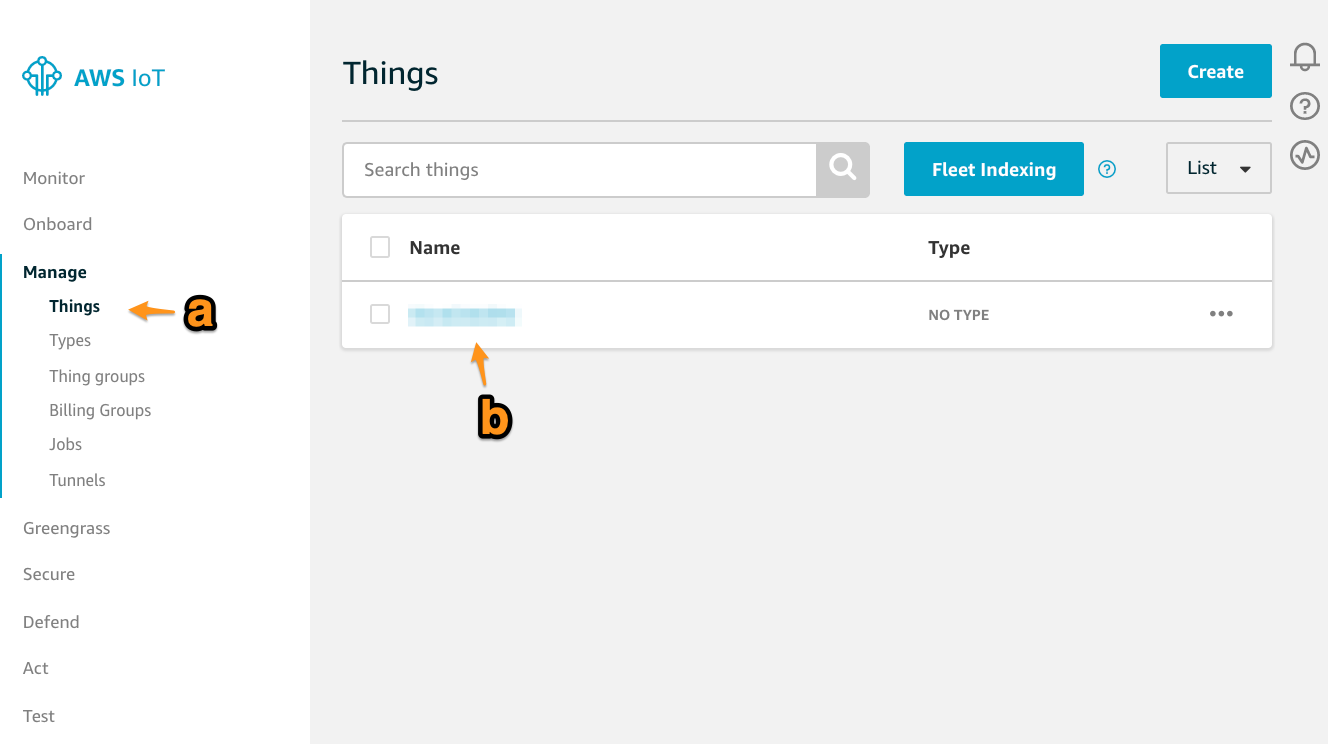 AWS IoT
Monitor
Onboard
Manage
Things
a
Types
Thing groups
Billing Groups
Jobs
Tunnels
Greengrass
Secure
Defend
Act
Test
Things
Create
Search things
Fleet Indexing
?
List
Name
Type
NO TYPE
b
?